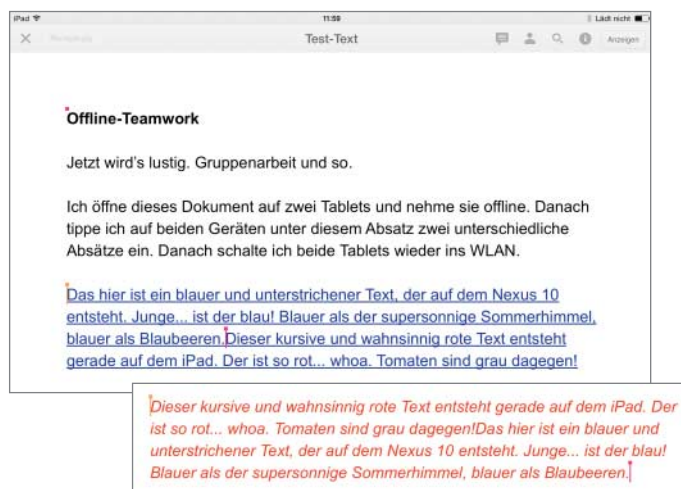 iPad
11:59
Lädt nicht
Test-Text
Anzeigen
Offline-Teamwork
Jetzt wird's lustig. Gruppenarbeit und so.
Ich öffne dieses Dokument auf zwei Tablets und nehme sie offline. Danach
tippe ich auf beiden Geräten unter diesem Absatz zwei unterschiedliche
Absätze ein. Danach schalte ich beide Tablets wieder ins WLAN.
Das hier ist ein blauer und unterstrichener Text, der auf dem Nexus 10
entsteht. Junge... ist der blau! Blauer als der supersonnige Sommerhimmel,
blauer als Blaubeeren.Dieser kursive und wahnsinnig rote Text entsteht
gerade auf dem iPad. Der ist so rot... whoa. Tomaten sind grau dagegen!
Dieser kursive und wahnsinnig rote Text entsteht gerade auf dem iPad. Der
ist so rot... whoa. Tomaten sind grau dagegen!Das hier ist ein blauer und
unterstrichener Text, der auf dem Nexus 10 entsteht. Junge... ist der blau!
Blauer als der supersonnige Sommerhimmel, blauer als Blaubeeren.